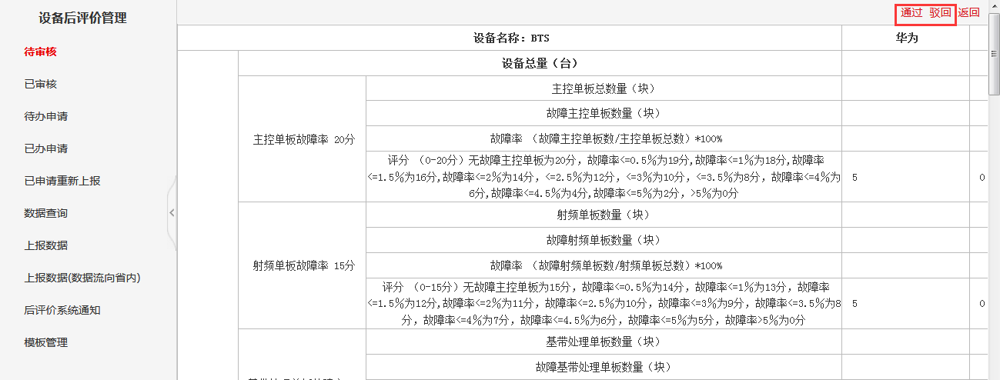 设备后评价管理
待审核
已审核
待办申请
已办申请
已申请重新上报
数据查询
上报数据
上报数据(数据流向省内)
后评价系统通知
模板管理
通过 驳回 返回
设备名称: BTS 华为
设备总量（台）
主控单板故障率 20分
主控单板总数量（块）
故障主控单板数量（块）
故障率 （故障主控单板数/主控单板总数）*100%
评分 （0-20分）无故障主控单板为20分，故障率<=0.5%为19分,故障率<=1%为18分,故障率
<=1.5%为16分,故障率<=2%为14分，<=2.5%为12分，<=3%为10分，<=3.5%为8分，故障率<=4%为
6分,故障率<=4.5%为4分,故障率<=5%为2分，>5%为0分
5 0
射频单板故障率 15分
射频单板数量（块）
故障射频单板数量（块）
故障率 （故障射频单板数/射频单板总数）*100%
评分 （0-15分）无故障主控单板为15分，故障率<=0.5%为14分，故障率<=1%为13分，故障率
<=1.5%为12分,故障率<=2%为11分，故障率<=2.5%为10分，故障率<=3%为9分，故障率<=3.5%为8
分，故障率<=4%为7分，故障率<=4.5%为6分，故障率<=5%为5分，故障率>5%为0分
5 0
基带处理单板数量（块）
故障基带处理单板数量（块）